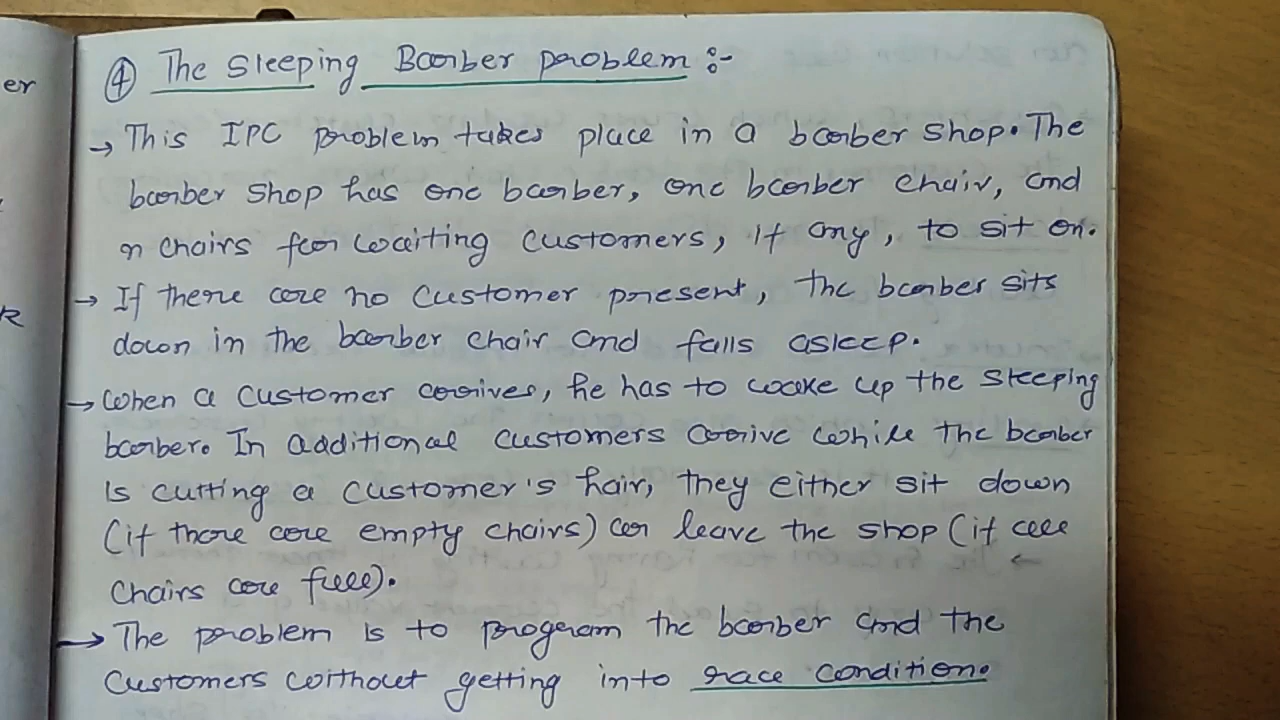 er
R
④ The Sleeping Barber problem :-
→ This IPC problem takes place in a barber shop. The
barber shop has one barber, one barber chair, and
n chairs for waiting customers, if any, to sit on.
→ If there are no customer present, the barber sits
down in the barber chair and falls asleep.
→ When a customer arrives, he has to wake up the sleeping
barber. In additional customers arrive while the barber
is cutting a customer's hair, they either sit down
(if there are empty chairs) or leave the shop (if all
chairs are full).
→ The problem is to program the barber and the
customers without getting into race condition.